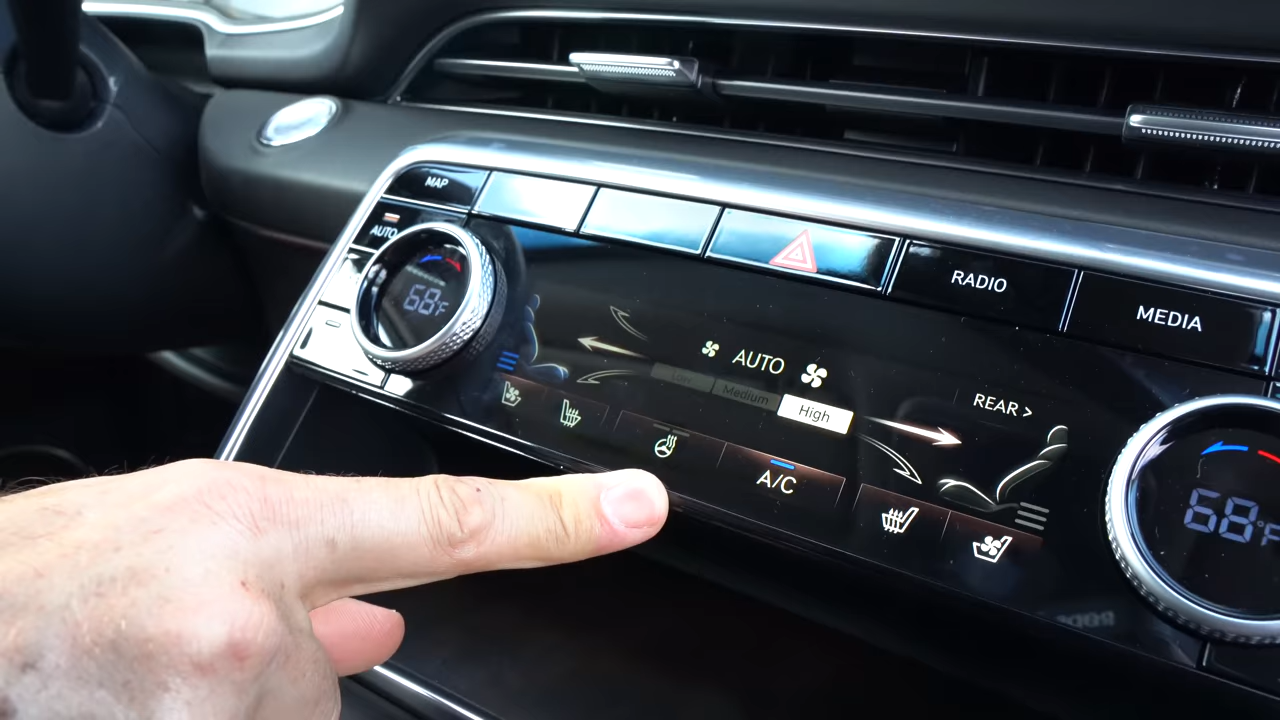 MAP
RADIO
MEDIA
AUTO
68°F
AUTO
Low
Medium
High
REAR >
A/C
68°F